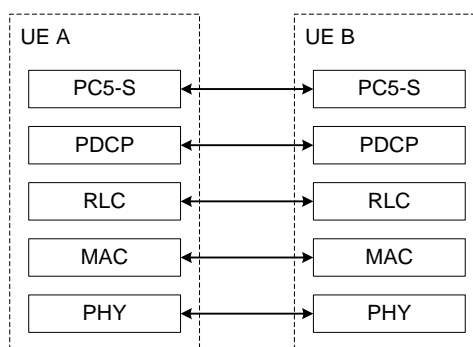 UE A UE B
PC5-S PC5-S
PDCP PDCP
RLC RLC
MAC MAC
PHY PHY